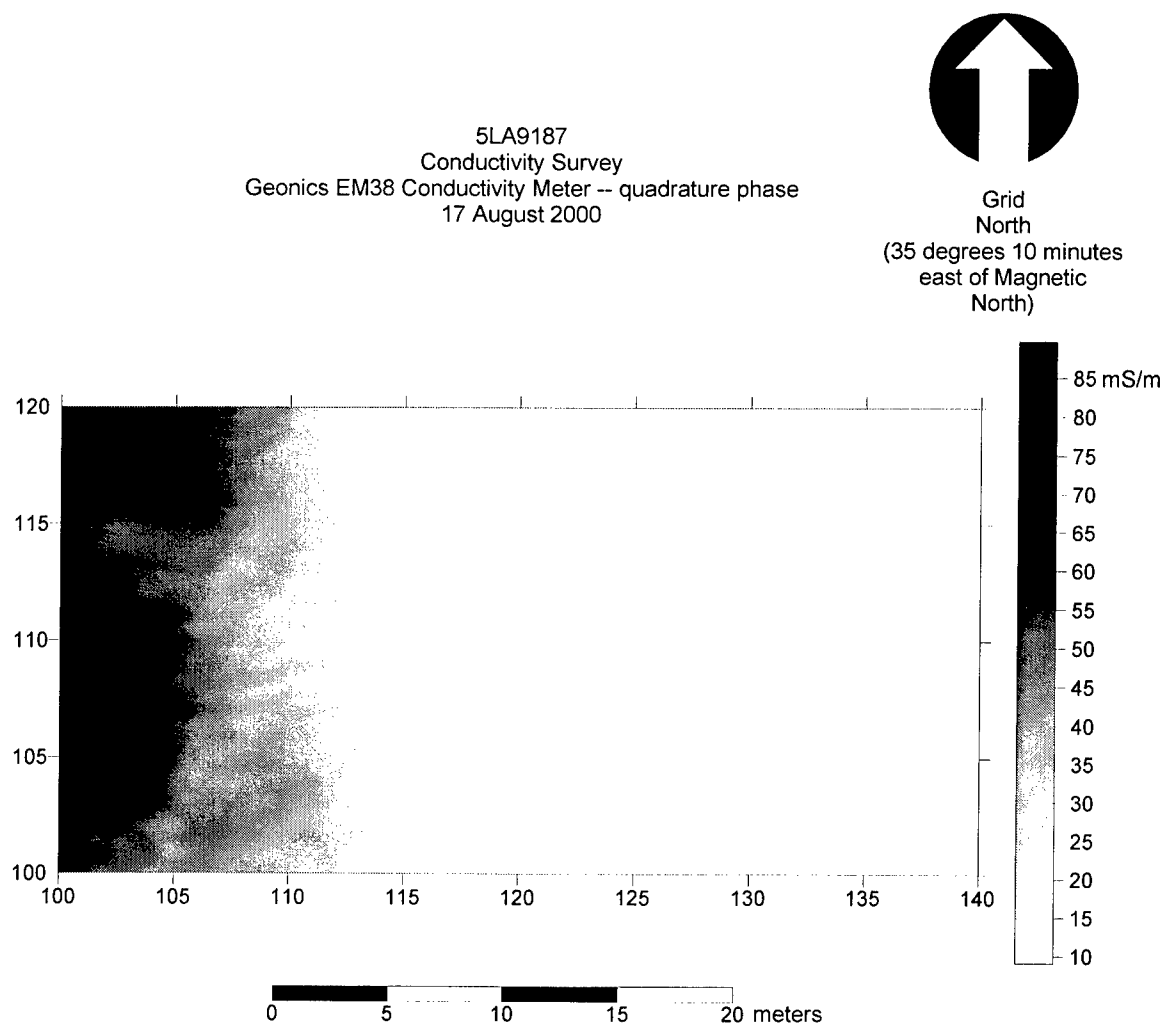 5LA9187
Conductivity Survey
Geonics EM38 Conductivity Meter -- quadrature phase
17 August 2000
Grid
North
(35 degrees 10 minutes
east of Magnetic
North)
85 mS/m
80
75
70
65
60
55
50
45
40
35
30
25
20
15
10
120
115
110
105
100
100 105 110 115 120 125 130 135 140
0 5 10 15 20 meters